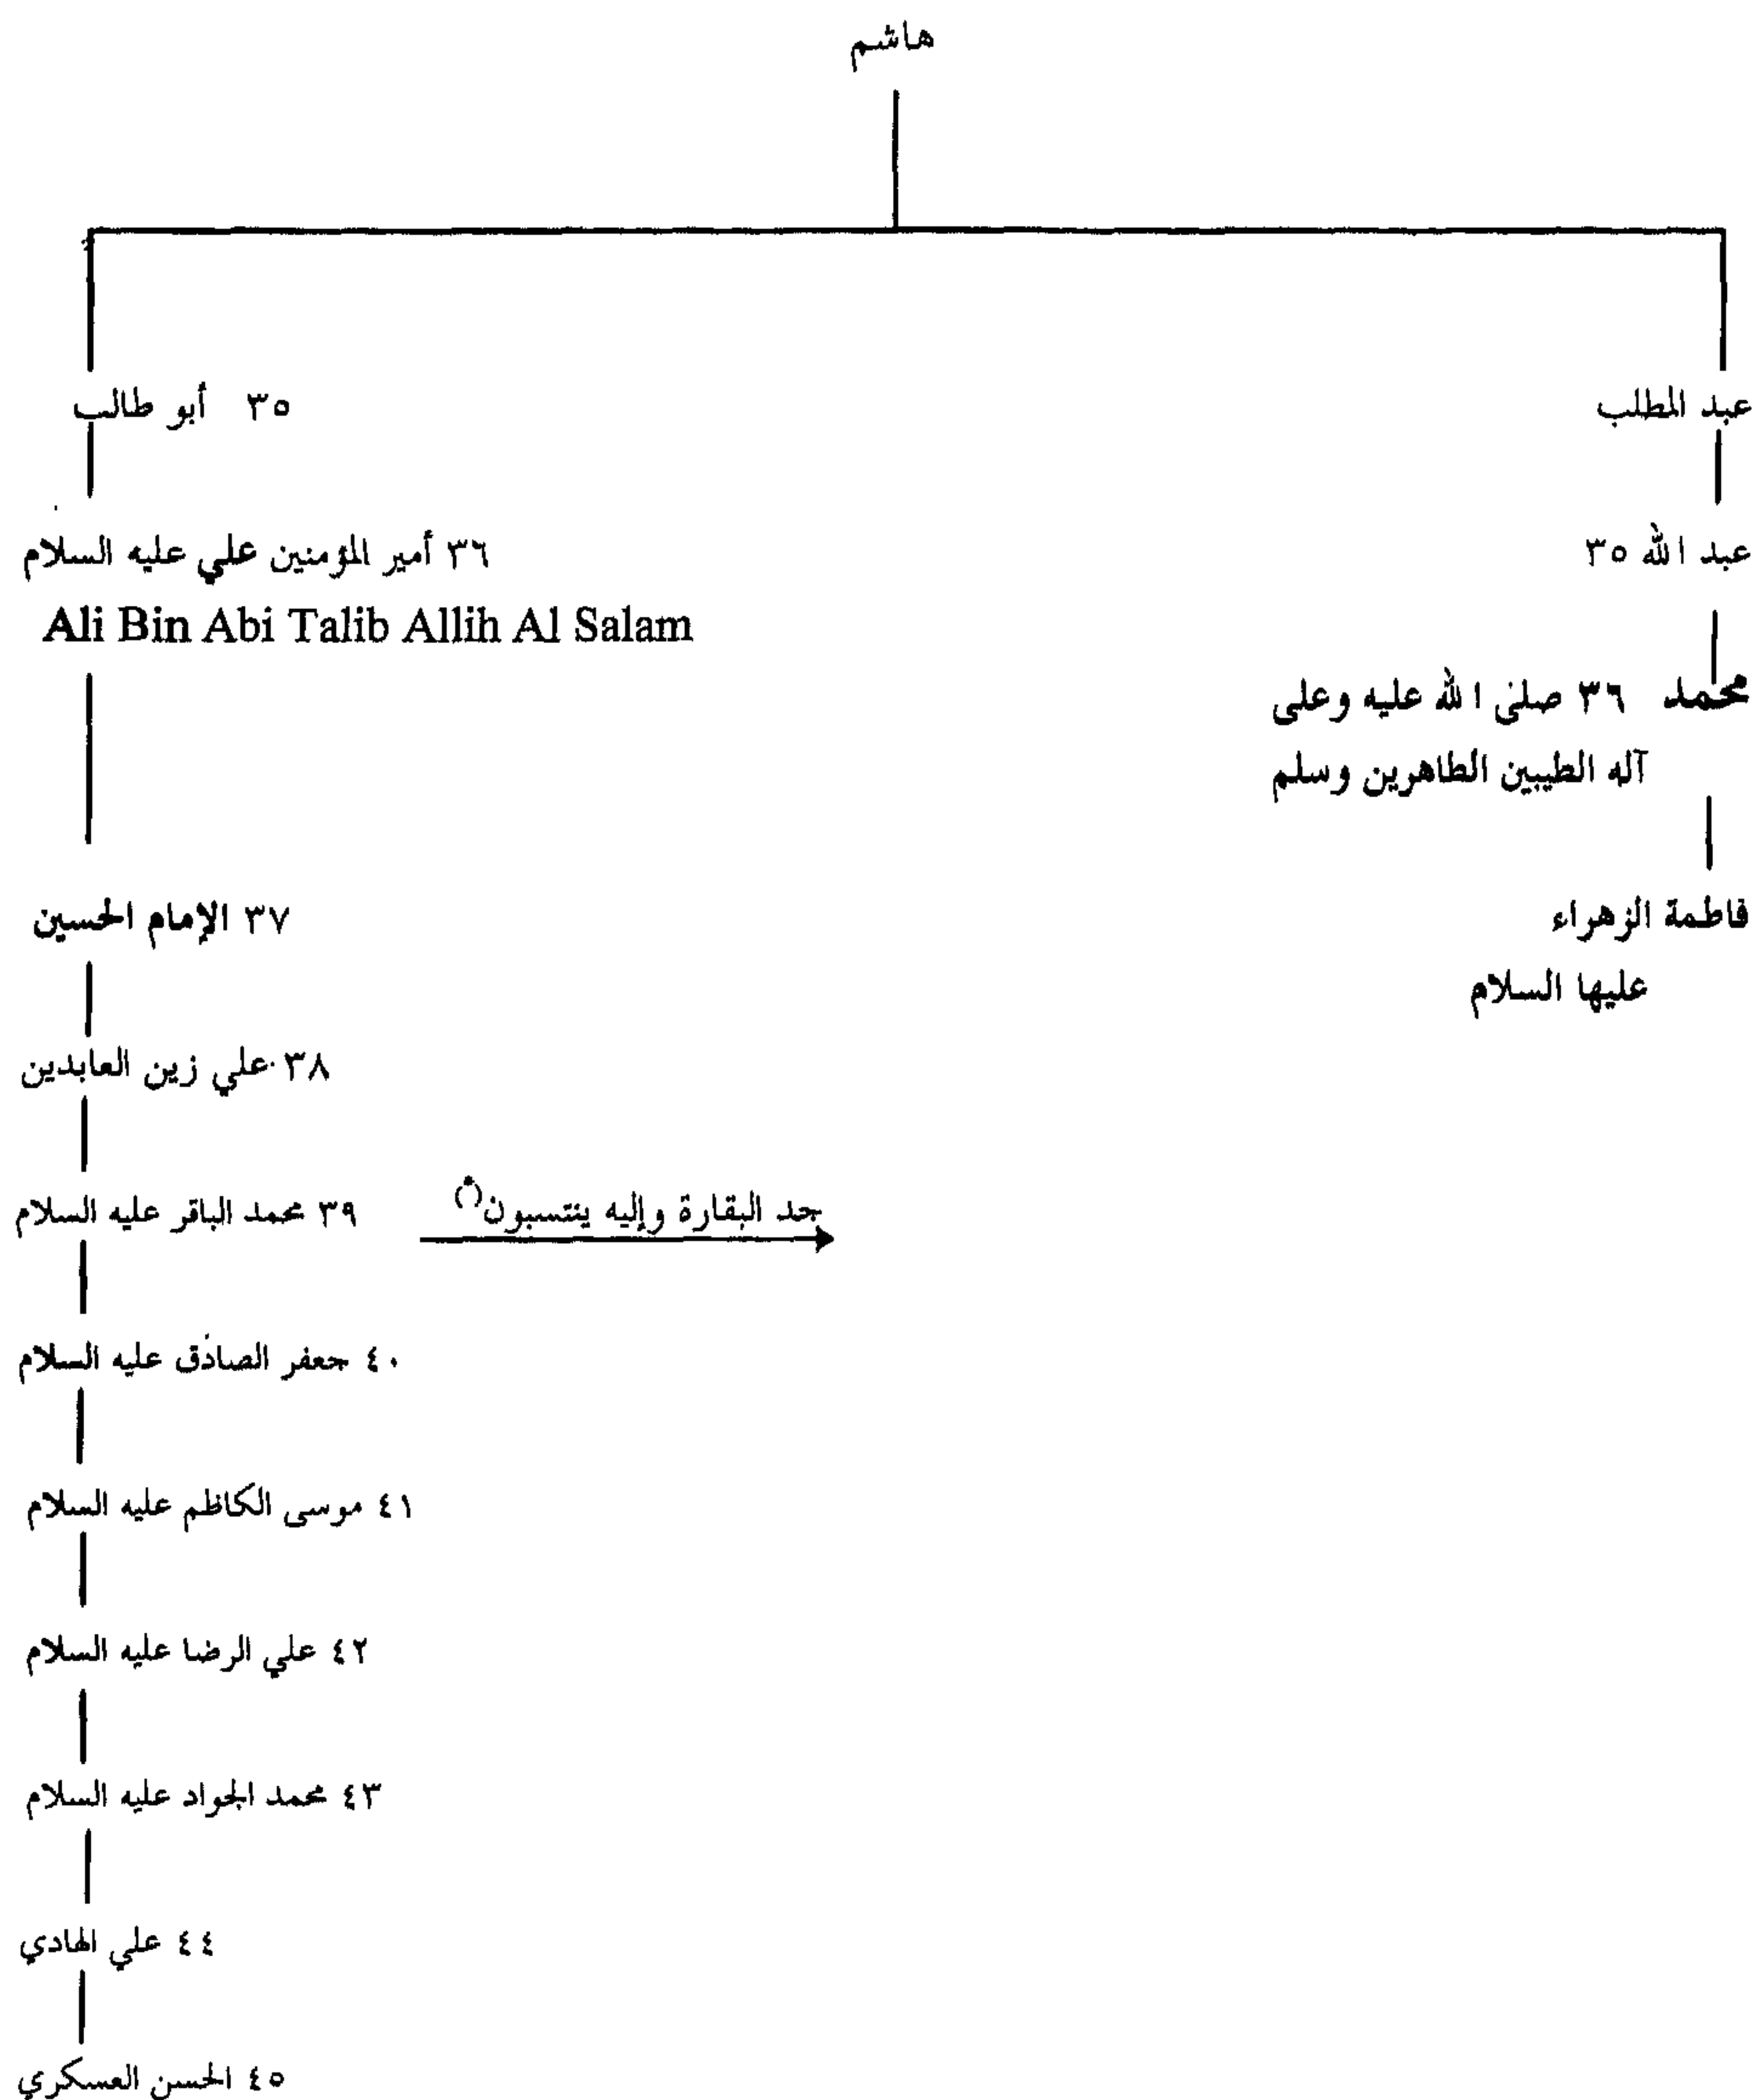 هاشم
عبد المطلب
٣٥ أبو طالب
عبد الله ٣٥
٣٦ أمير المؤمنين علي عليه السلام
Ali Bin Abi Talib Allih Al Salam
محمد ٣٦ صلى الله عليه وعلى
آله الطيبين الطاهرين وسلم
فاطمة الزهراء
عليها السلام
٣٧ الإمام الحسين
٣٨ علي زين العابدين
٣٩ محمد الباقر عليه السلام
جد البقارة وإليه ينتسبون(*)
٤٠ جعفر الصادق عليه السلام
٤١ موسى الكاظم عليه السلام
٤٢ علي الرضا عليه السلام
٤٣ محمد الجواد عليه السلام
٤٤ علي الهادي
٤٥ الحسن العسكري